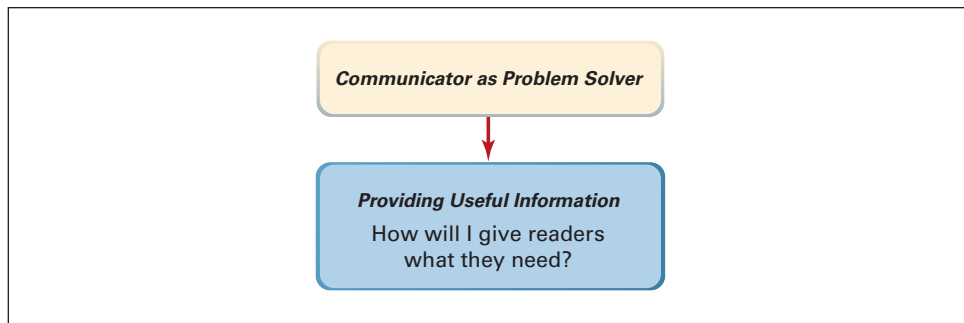 Communicator as Problem Solver
Providing Useful Information
How will I give readers
what they need?